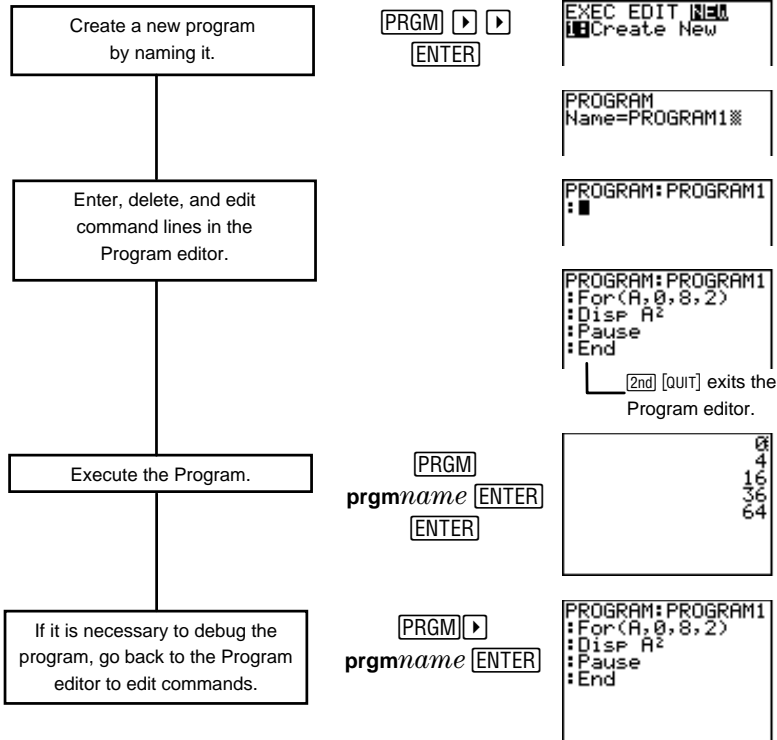 Create a new program
by naming it.
PRGM ▸ ▸
ENTER
EXEC EDIT NEW
1:Create New
PROGRAM
Name=PROGRAM1
Enter, delete, and edit
command lines in the
Program editor.
PROGRAM:PROGRAM1
:
PROGRAM:PROGRAM1
:For(A,0,8,2)
:Disp A²
:Pause
:End
2nd [QUIT] exits the
Program editor.
Execute the Program.
PRGM
prgmname ENTER
ENTER
0
4
16
36
64
If it is necessary to debug the
program, go back to the Program
editor to edit commands.
PRGM ▸
prgmname ENTER
PROGRAM:PROGRAM1
:For(A,0,8,2)
:Disp A²
:Pause
:End